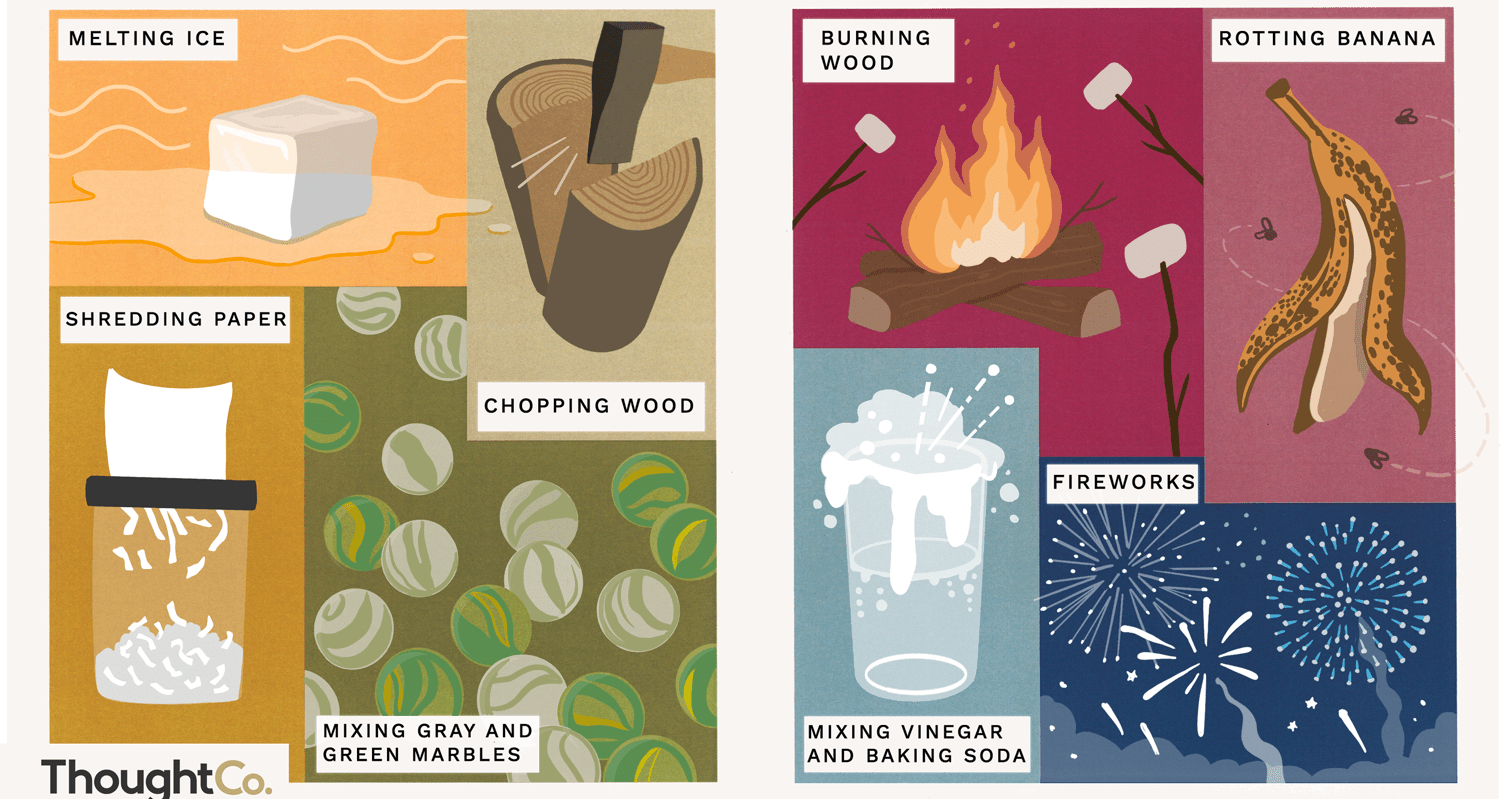 MELTING ICE
CHOPPING WOOD
SHREDDING PAPER
MIXING GRAY AND
GREEN MARBLES
ThoughtCo.
BURNING
WOOD
ROTTING BANANA
MIXING VINEGAR
AND BAKING SODA
FIREWORKS